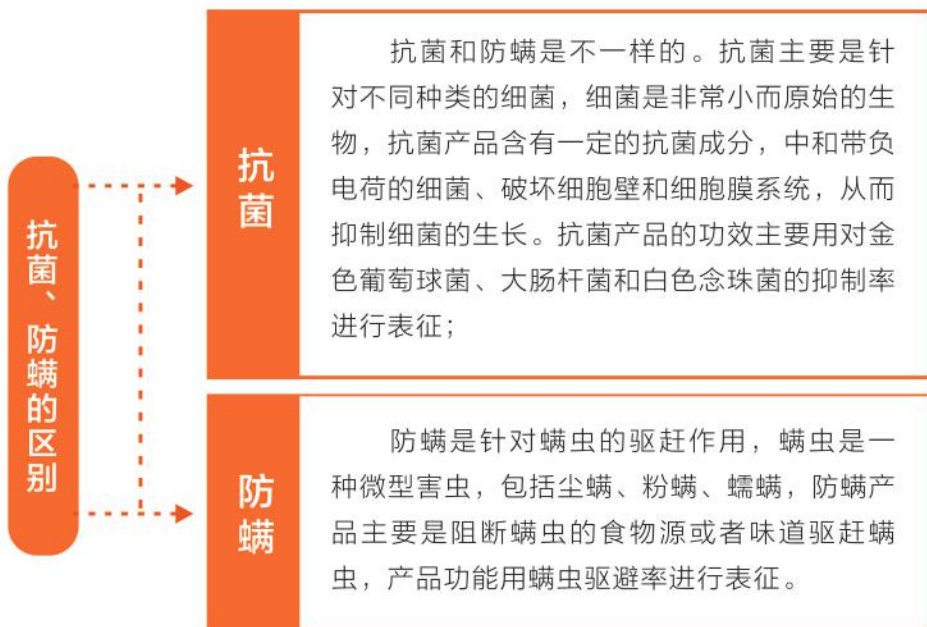 抗菌、防螨的区别
抗菌
抗菌和防螨是不一样的。抗菌主要是针
对不同种类的细菌，细菌是非常小而原始的生
物，抗菌产品含有一定的抗菌成分，中和带负
电荷的细菌、破坏细胞壁和细胞膜系统，从而
抑制细菌的生长。抗菌产品的功效主要用对金
色葡萄球菌、大肠杆菌和白色念珠菌的抑制率
进行表征；
防螨
防螨是针对螨虫的驱赶作用，螨虫是一
种微型害虫，包括尘螨、粉螨、蠕螨，防螨产
品主要是阻断螨虫的食物源或者味道驱赶螨
虫，产品功能用螨虫驱避率进行表征。